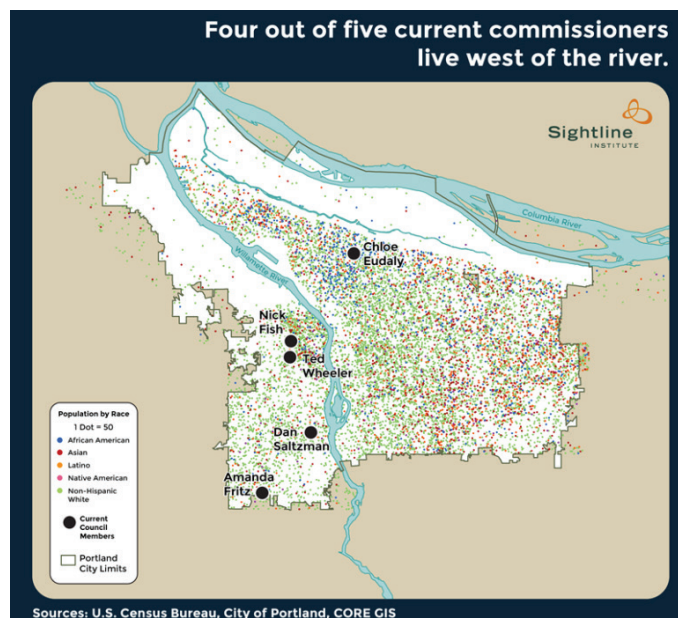 Four out of five current commissioners
live west of the river.
Sightline
INSTITUTE
Columbia River
Willamette River
Chloe
Eudaly
Nick
Fish
Ted
Wheeler
Dan
Saltzman
Amanda
Fritz
Population by Race
1 Dot = 50
African American
Asian
Latino
Native American
Non-Hispanic
White
Current
Council
Members
Portland
City Limits
Sources: U.S. Census Bureau, City of Portland, CORE GIS